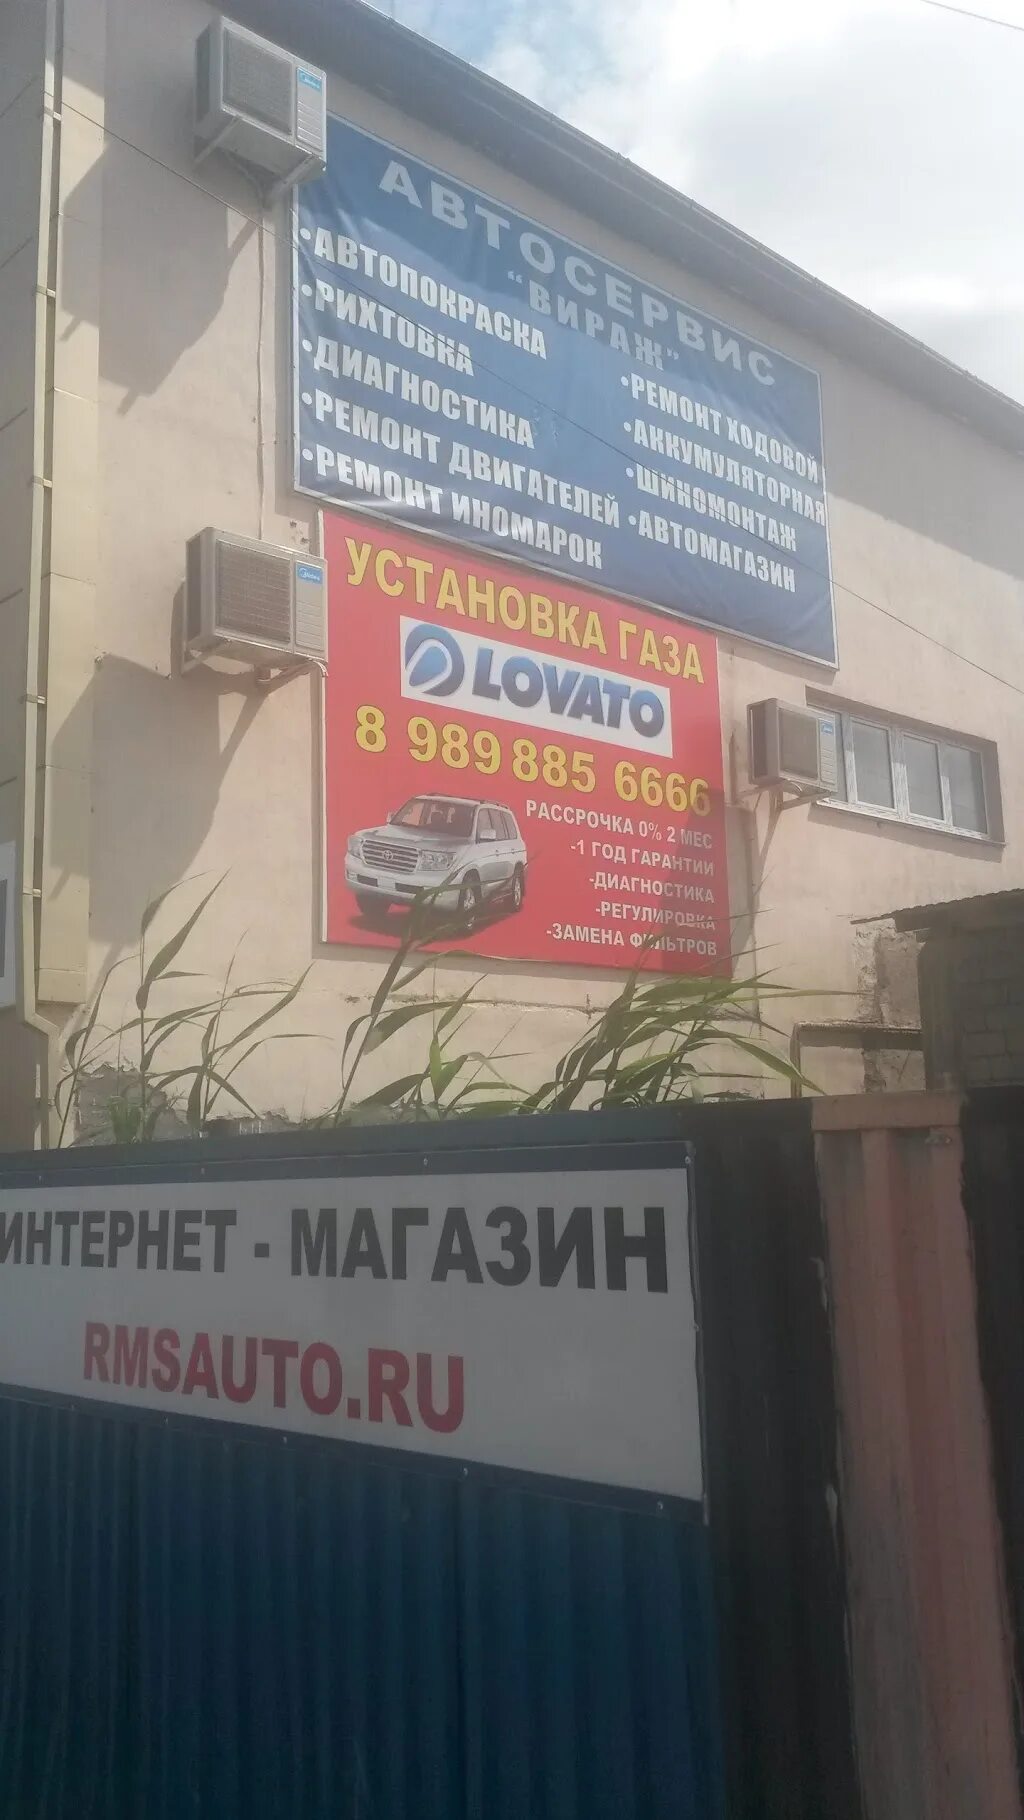 АВТОСЕРВИС
"ВИРАЖ"
•АВТОПОКРАСКА
•РИХТОВКА
•ДИАГНОСТИКА
•РЕМОНТ ДВИГАТЕЛЕЙ
•РЕМОНТ ИНОМАРОК
•РЕМОНТ ХОДОВОЙ
•АККУМУЛЯТОРНАЯ
•ШИНОМОНТАЖ
•АВТОМАГАЗИН
УСТАНОВКА ГАЗА
LOVATO
8 989 885 6666
РАССРОЧКА 0% 2 МЕС
-1 ГОД ГАРАНТИИ
-ДИАГНОСТИКА
-РЕГУЛИРОВКА
-ЗАМЕНА ФИЛЬТРОВ
ИНТЕРНЕТ - МАГАЗИН
RMSAUTO.RU